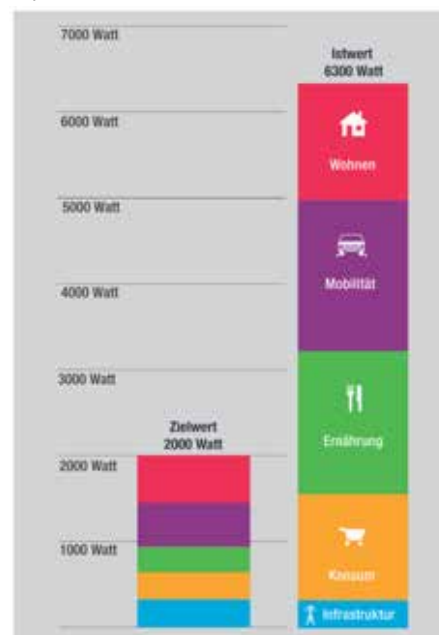 7000 Watt
Istwert
6300 Watt
6000 Watt
Wohnen
5000 Watt
Mobilität
4000 Watt
3000 Watt
Ernährung
Zielwert
2000 Watt
2000 Watt
1000 Watt
Konsum
Infrastruktur